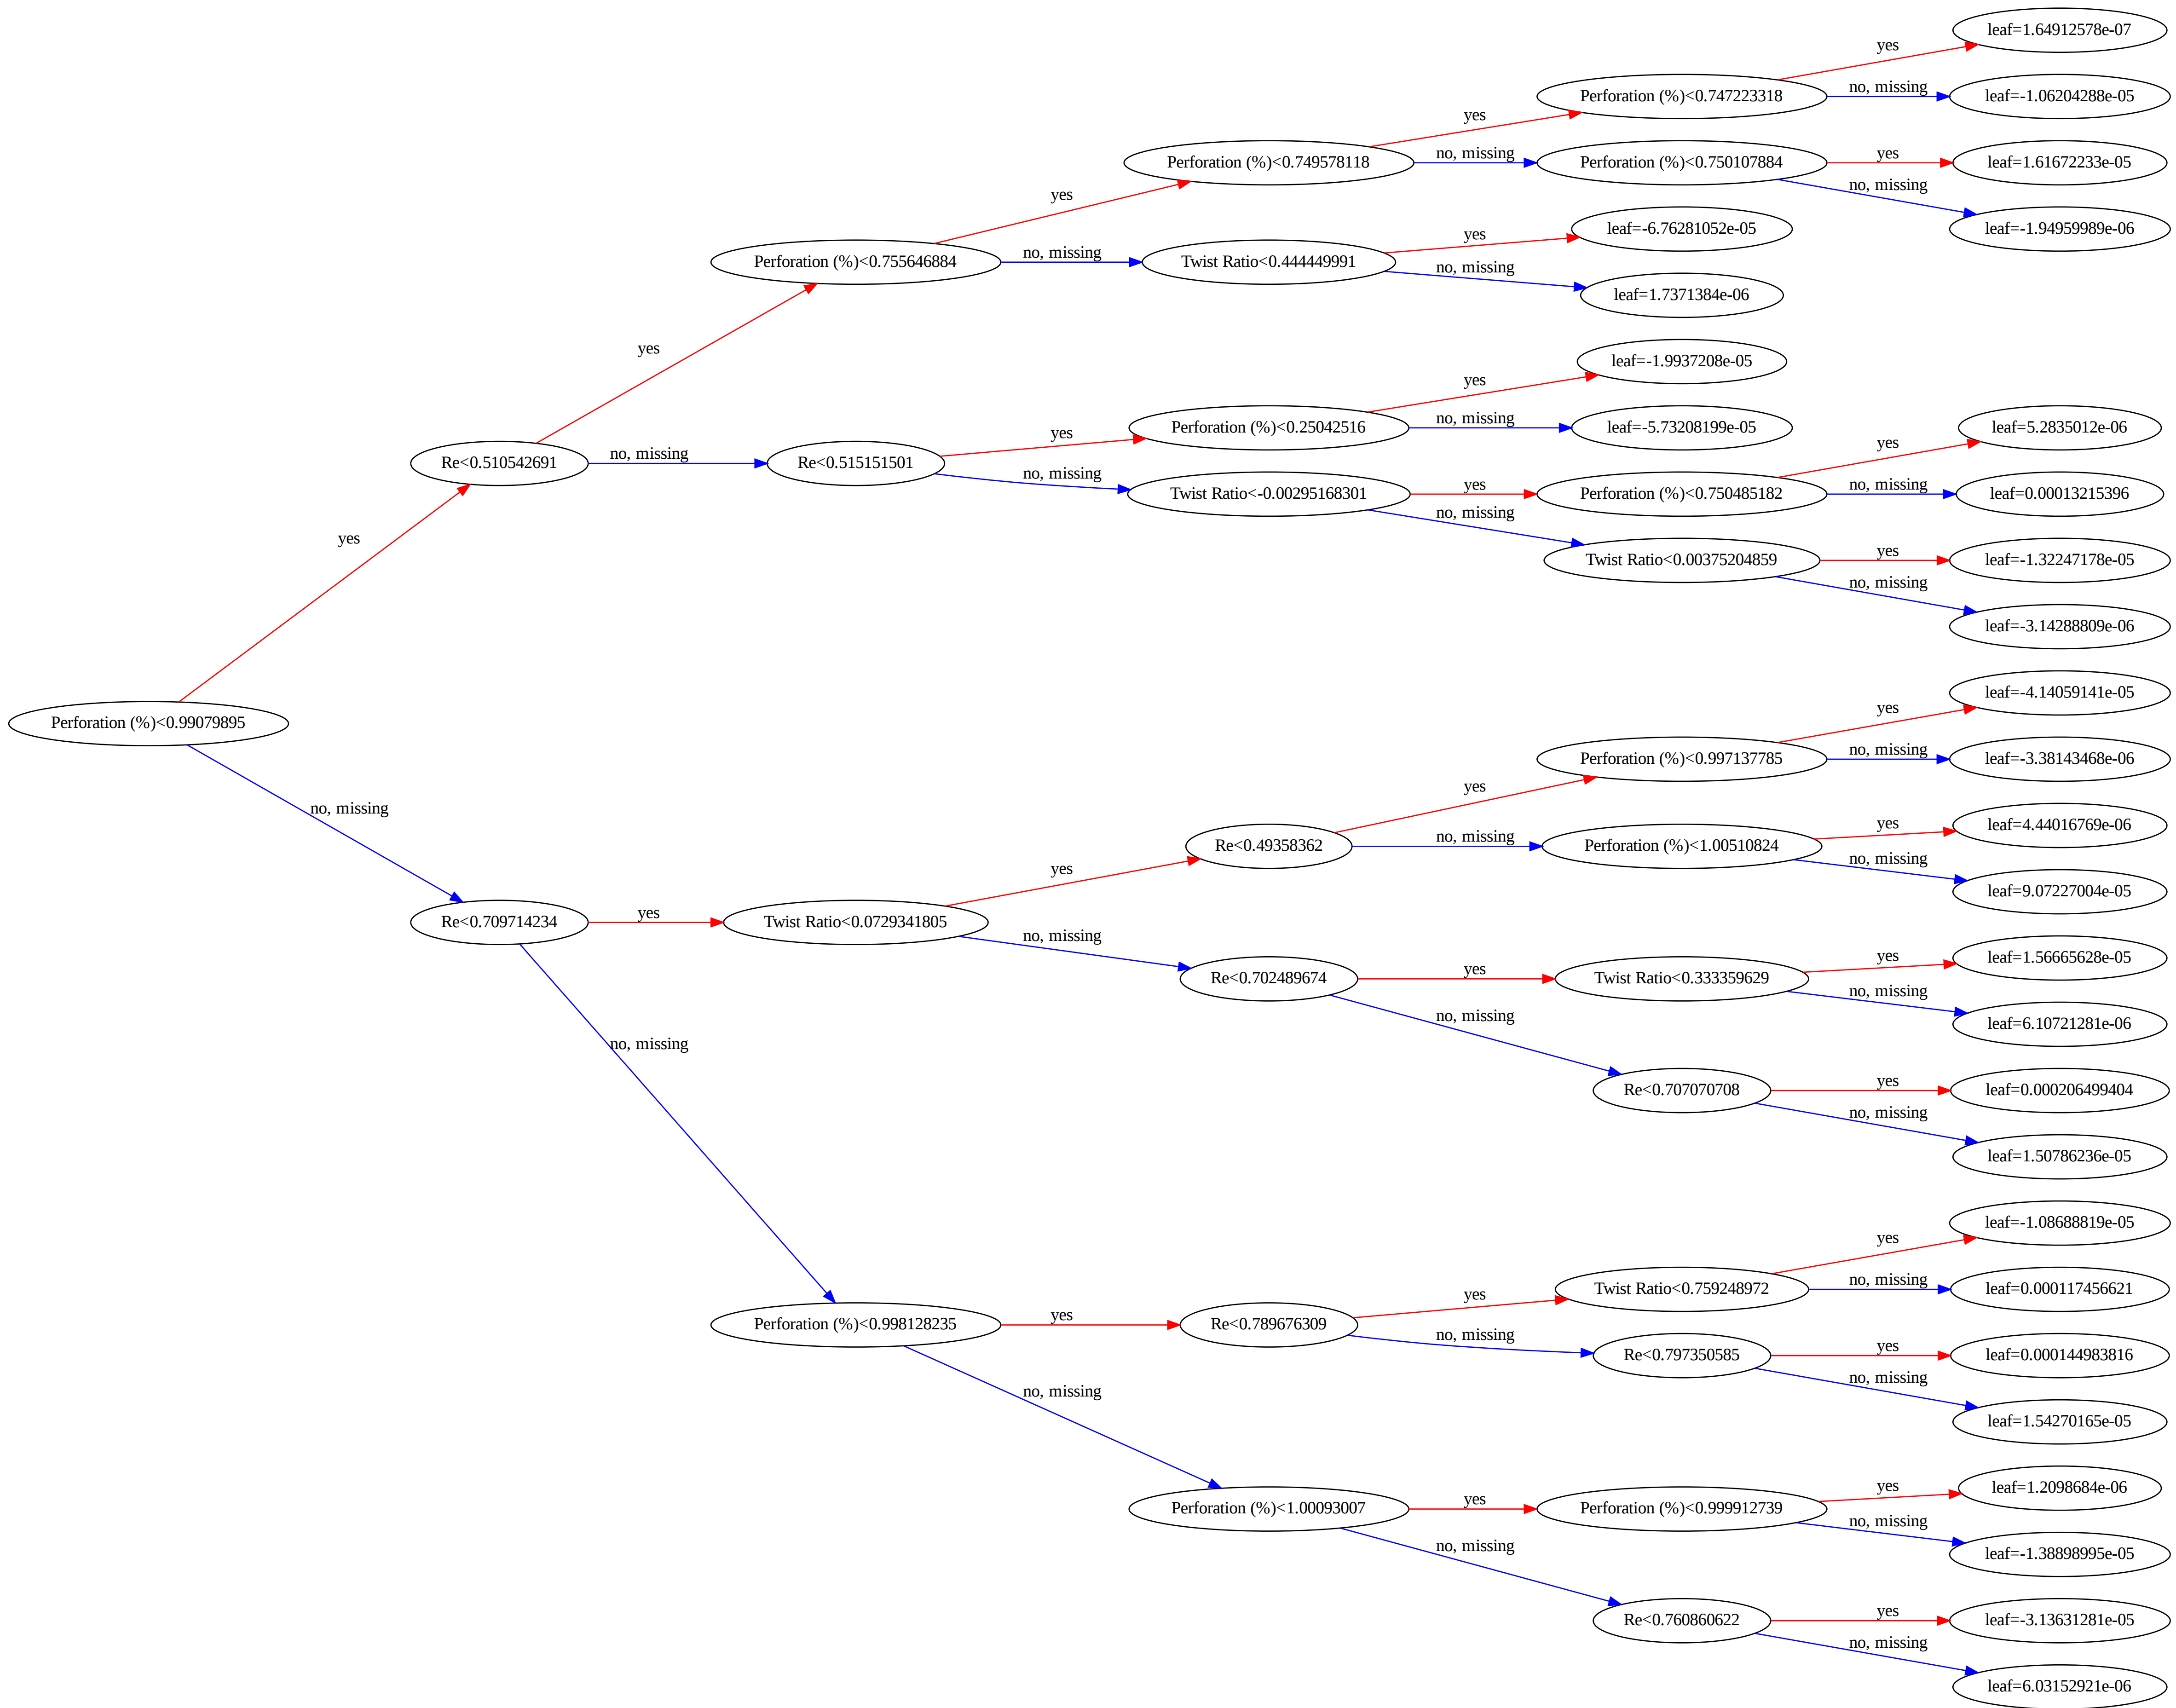 Perforation (%)<0.99079895
yes
no, missing
Re<0.510542691
yes
no, missing
Re<0.709714234
yes
no, missing
Perforation (%)<0.755646884
yes
no, missing
Re<0.515151501
yes
no, missing
Twist Ratio<0.0729341805
yes
no, missing
Perforation (%)<0.998128235
yes
no, missing
Perforation (%)<0.749578118
yes
no, missing
Twist Ratio<0.444449991
yes
no, missing
Perforation (%)<0.25042516
yes
no, missing
Twist Ratio<-0.00295168301
yes
no, missing
Re<0.49358362
yes
no, missing
Re<0.702489674
yes
no, missing
Re<0.789676309
yes
no, missing
Perforation (%)<1.00093007
yes
no, missing
Perforation (%)<0.747223318
yes
no, missing
Perforation (%)<0.750107884
yes
no, missing
leaf=-6.76281052e-05
leaf=1.7371384e-06
leaf=-1.9937208e-05
leaf=-5.73208199e-05
Perforation (%)<0.750485182
yes
no, missing
Twist Ratio<0.00375204859
yes
no, missing
Perforation (%)<0.997137785
yes
no, missing
Perforation (%)<1.00510824
yes
no, missing
Twist Ratio<0.333359629
yes
no, missing
Re<0.707070708
yes
no, missing
Twist Ratio<0.759248972
yes
no, missing
Re<0.797350585
yes
no, missing
Perforation (%)<0.999912739
yes
no, missing
Re<0.760860622
yes
no, missing
leaf=1.64912578e-07
leaf=-1.06204288e-05
leaf=1.61672233e-05
leaf=-1.94959989e-06
leaf=5.2835012e-06
leaf=0.00013215396
leaf=-1.32247178e-05
leaf=-3.14288809e-06
leaf=-4.14059141e-05
leaf=-3.38143468e-06
leaf=4.44016769e-06
leaf=9.07227004e-05
leaf=1.56665628e-05
leaf=6.10721281e-06
leaf=0.000206499404
leaf=1.50786236e-05
leaf=-1.08688819e-05
leaf=0.000117456621
leaf=0.000144983816
leaf=1.54270165e-05
leaf=1.2098684e-06
leaf=-1.38898995e-05
leaf=-3.13631281e-05
leaf=6.03152921e-06